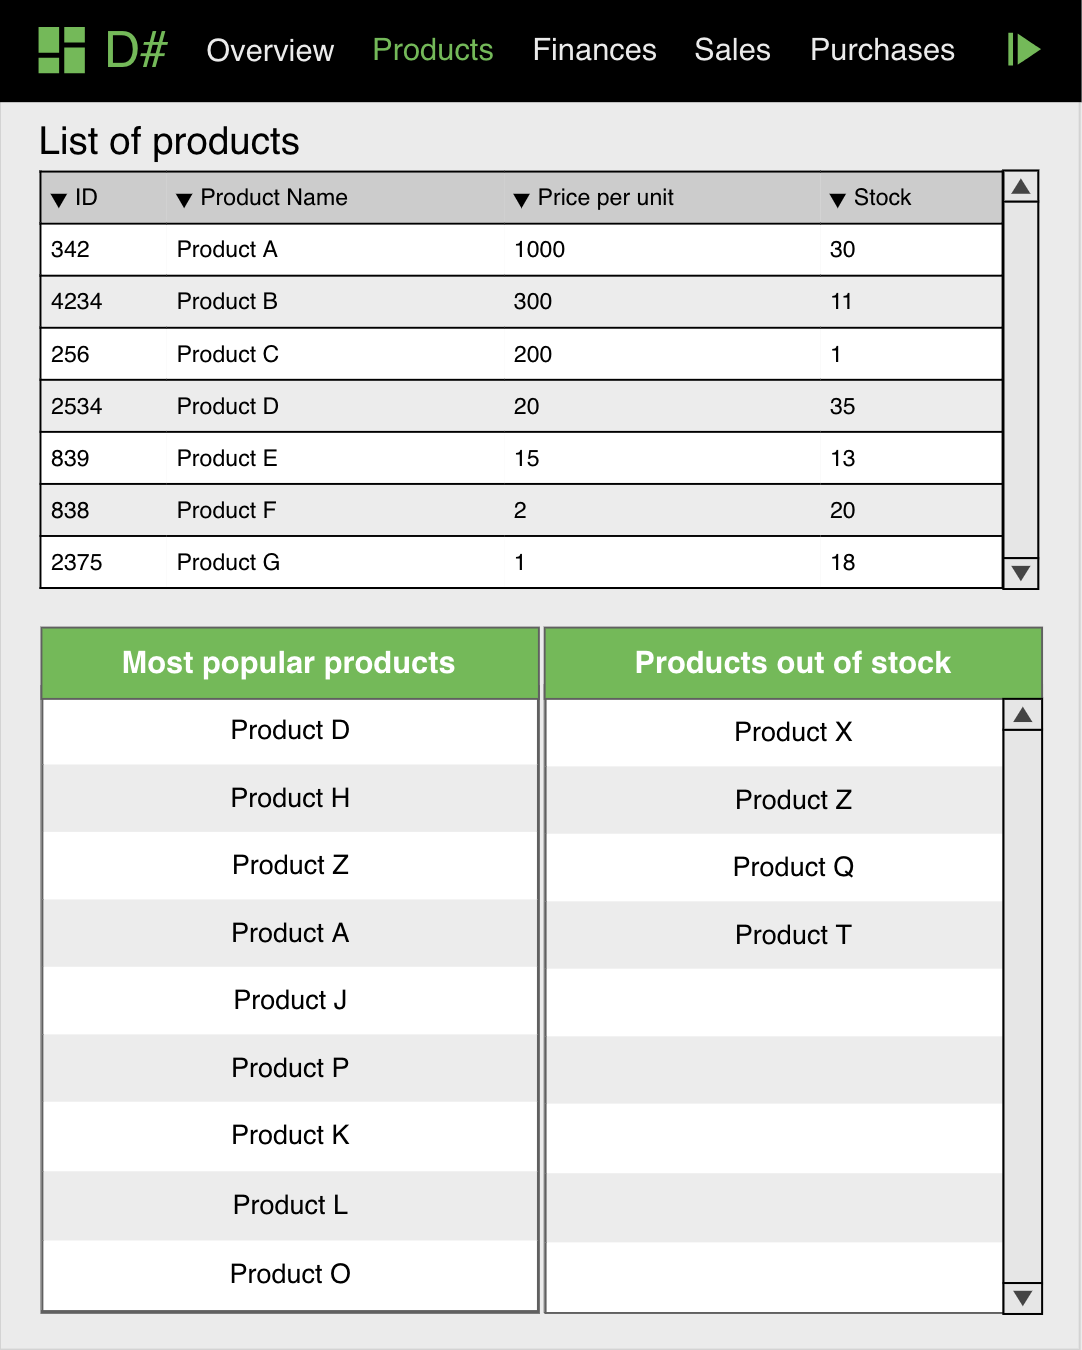 D# Overview Products Finances Sales Purchases
List of products
ID Product Name Price per unit Stock
342 Product A 1000 30
4234 Product B 300 11
256 Product C 200 1
2534 Product D 20 35
839 Product E 15 13
838 Product F 2 20
2375 Product G 1 18
Most popular products
Product D
Product H
Product Z
Product A
Product J
Product P
Product K
Product L
Product O
Products out of stock
Product X
Product Z
Product Q
Product T